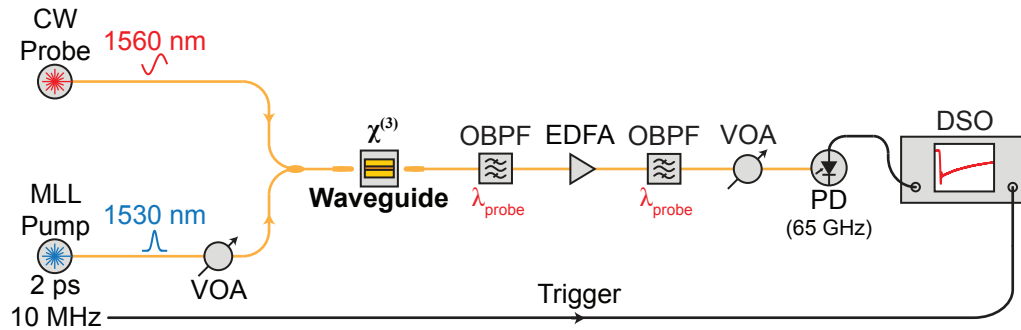 CW
Probe
1560 nm
MLL
Pump
1530 nm
2 ps
10 MHz
VOA
χ(3)
Waveguide
OBPF
λprobe
EDFA
OBPF
λprobe
VOA
PD
(65 GHz)
DSO
Trigger